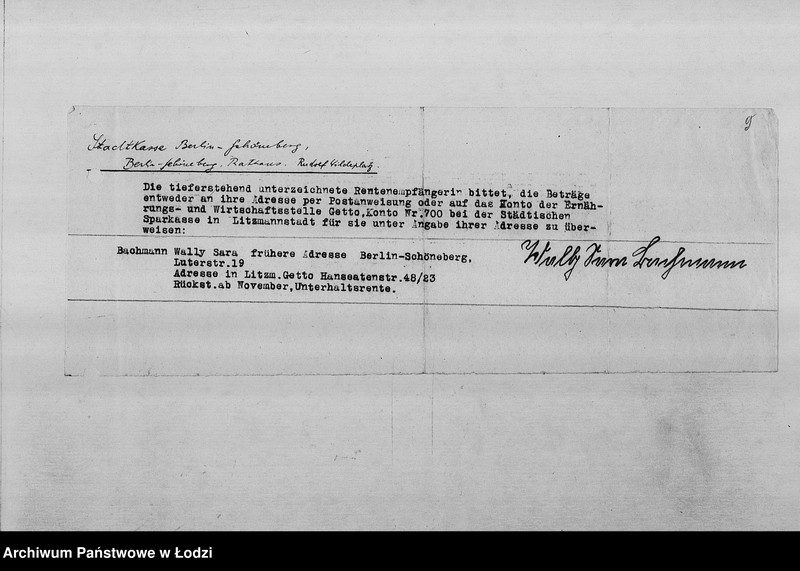 9
Stadtkasse Berlin-Schöneberg,
Berlin-Schöneberg, Rathaus. Rudolf Wildeplatz.
Die tieferstehend unterzeichnete Rentenempfängerin bittet, die Beträge
entweder an ihre Adresse per Postanweisung oder auf das Konto der Ernäh-
rungs- und Wirtschaftsstelle Getto,Konto Nr.700 bei der Städtischen
Sparkasse in Litzmannstadt für sie unter Angabe ihrer Adresse zu über-
weisen:
Bachmann Wally Sara frühere Adresse Berlin-Schöneberg,
Luterstr.19
Adresse in Litzm.Getto Hanseatenstr.48/23
Rückst.ab November,Unterhaltsrente.
Wally Sara Bachmann
Archiwum Państwowe w Łodzi